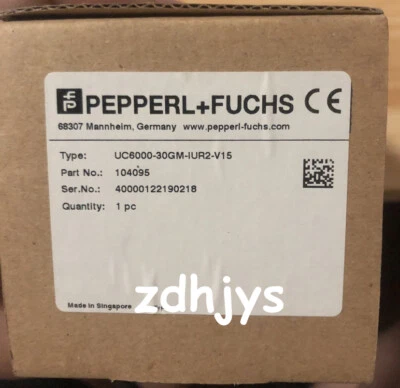 PEPPERL+FUCHS CE
68307 Mannheim, Germany www.pepperl-fuchs.com
Type: UC6000-30GM-IUR2-V15
Part No.: 104095
Ser.No.: 40000122190218
Quantity: 1 pc
Made in Singapore
zdhjys